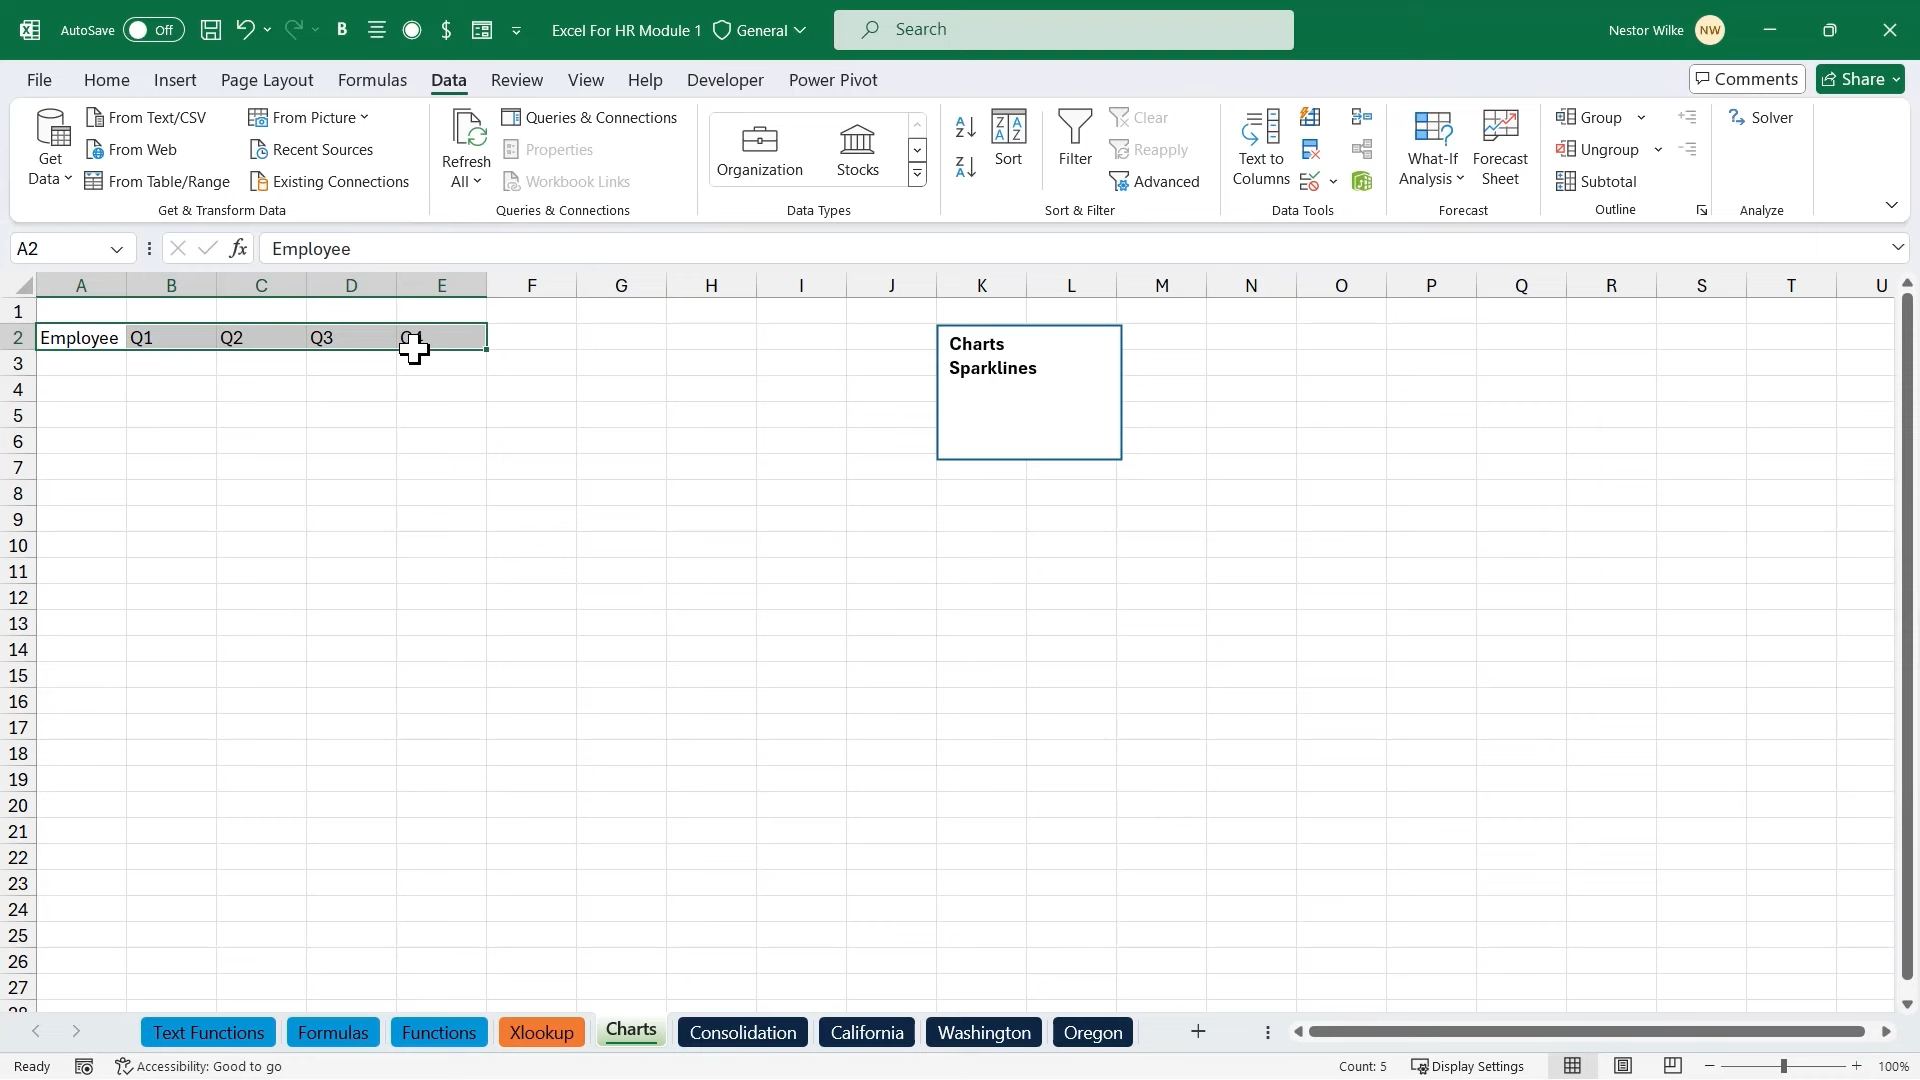 AutoSave Off B $ Excel For HR Module 1 General Search Nestor Wilke NW
File Home Insert Page Layout Formulas Data Review View Help Developer Power Pivot Comments Share
Get Data
From Text/CSV
From Web
From Table/Range
From Picture
Recent Sources
Existing Connections
Get & Transform Data
Refresh All
Queries & Connections
Properties
Workbook Links
Queries & Connections
Organization
Stocks
Data Types
Sort
Filter
Clear
Reapply
Advanced
Sort & Filter
Text to Columns
Data Tools
What-If Analysis
Forecast Sheet
Forecast
Group
Ungroup
Subtotal
Outline
Solver
Analyze
A2 fx Employee
A B C D E F G H I J K L M N O P Q R S T U
1
2 Employee Q1 Q2 Q3
3
4
5
6
7
8
9
10
11
12
13
14
15
16
17
18
19
20
21
22
23
24
25
26
27
Charts
Sparklines
Text Functions Formulas Functions Xlookup Charts Consolidation California Washington Oregon
Ready Accessibility: Good to go Count: 5 Display Settings 100%